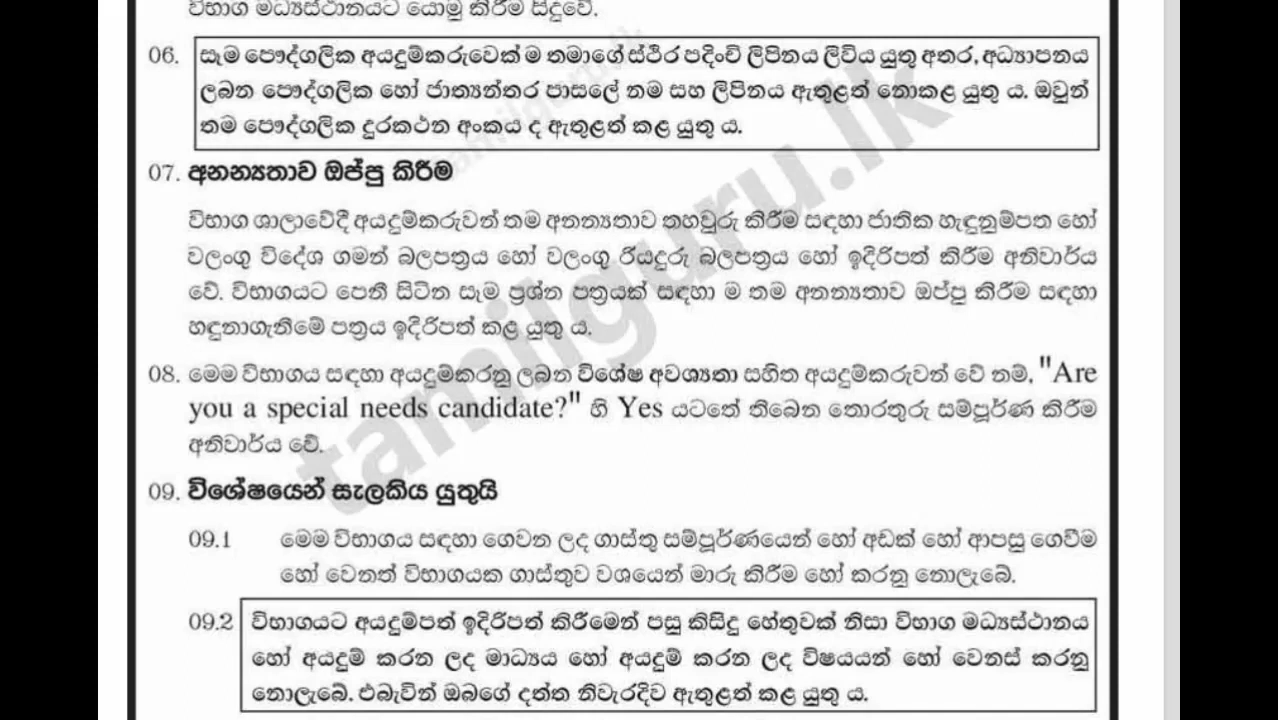 විභාග මධ්‍යස්ථානයට යොමු කිරීම සිදුවේ.
06. සෑම පෞද්ගලික අයදුම්කරුවෙක් ම තමාගේ ස්ථිර පදිංචි ලිපිනය ලිවිය යුතු අතර, අධ්‍යාපනය
ලබන පෞද්ගලික හෝ ජාත්‍යන්තර පාසලේ නම සහ ලිපිනය ඇතුළත් නොකළ යුතු ය. ඔවුන්
තම පෞද්ගලික දුරකථන අංකය ද ඇතුළත් කළ යුතු ය.
07. අනන්‍යතාව ඔප්පු කිරීම
විභාග ශාලාවේදී අයදුම්කරුවන් තම අනන්‍යතාව තහවුරු කිරීම සඳහා ජාතික හැඳුනුම්පත හෝ
වලංගු විදේශ ගමන් බලපත්‍රය හෝ වලංගු රියදුරු බලපත්‍රය හෝ ඉදිරිපත් කිරීම අනිවාර්ය
වේ. විභාගයට පෙනී සිටින සෑම ප්‍රශ්න පත්‍රයක් සඳහා ම තම අනන්‍යතාව ඔප්පු කිරීම සඳහා
හඳුනාගැනීමේ පත්‍රය ඉදිරිපත් කළ යුතු ය.
08. මෙම විභාගය සඳහා අයදුම්කරනු ලබන විශේෂ අවශ්‍යතා සහිත අයදුම්කරුවන් වේ නම්, "Are
you a special needs candidate?" හි Yes යටතේ තිබෙන තොරතුරු සම්පූර්ණ කිරීම
අනිවාර්ය වේ.
09. විශේෂයෙන් සැලකිය යුතුයි
09.1 මෙම විභාගය සඳහා ගෙවන ලද ගාස්තු සම්පූර්ණයෙන් හෝ අඩක් හෝ ආපසු ගෙවීම
හෝ වෙනත් විභාගයක ගාස්තුව වශයෙන් මාරු කිරීම හෝ කරනු නොලැබේ.
09.2 විභාගයට අයදුම්පත් ඉදිරිපත් කිරීමෙන් පසු කිසිදු හේතුවක් නිසා විභාග මධ්‍යස්ථානය
හෝ අයදුම් කරන ලද මාධ්‍යය හෝ අයදුම් කරන ලද විෂයයන් හෝ වෙනස් කරනු
නොලැබේ. එබැවින් ඔබගේ දත්ත නිවැරදිව ඇතුළත් කළ යුතු ය.
tamilguru.lk